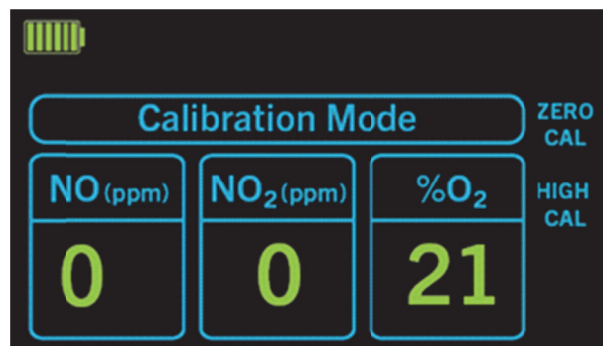 Calibration Mode
ZERO
CAL
NO (ppm)
NO₂ (ppm)
%O₂
HIGH
CAL
0
0
21